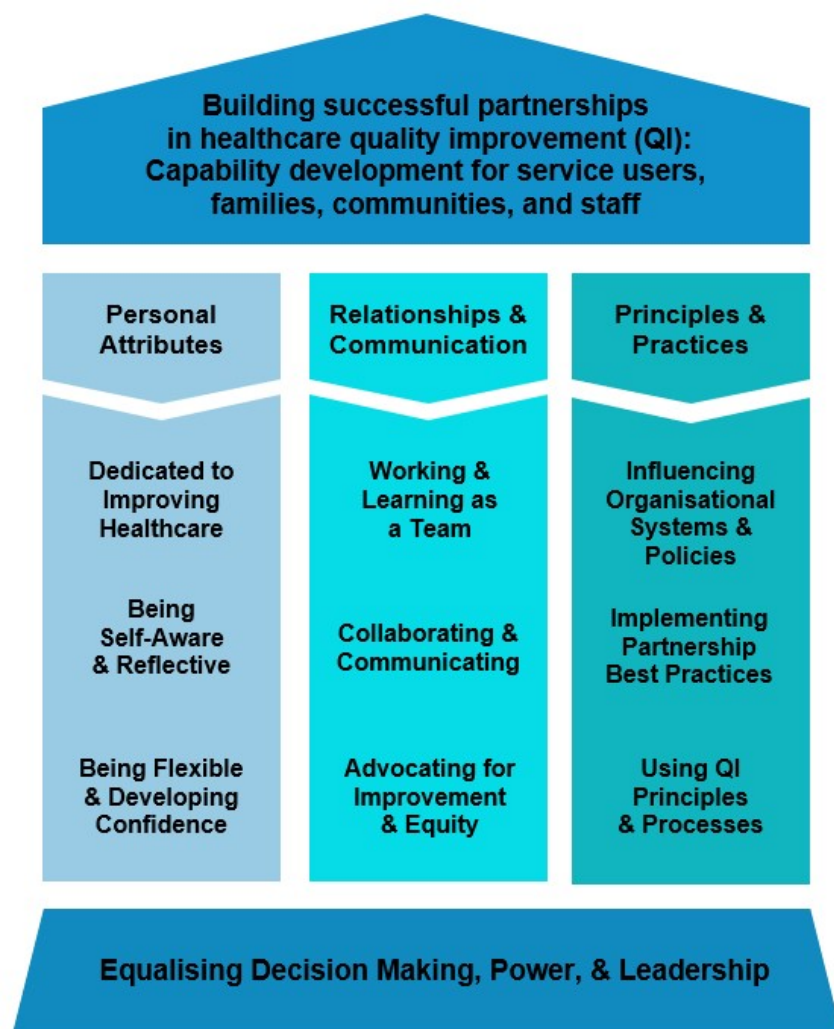 Building successful partnerships
in healthcare quality improvement (QI):
Capability development for service users,
families, communities, and staff
Personal
Attributes
Dedicated to
Improving
Healthcare
Being
Self-Aware
& Reflective
Being Flexible
& Developing
Confidence
Relationships &
Communication
Working &
Learning as
a Team
Collaborating &
Communicating
Advocating for
Improvement
& Equity
Principles &
Practices
Influencing
Organisational
Systems &
Policies
Implementing
Partnership
Best Practices
Using QI
Principles
& Processes
Equalising Decision Making, Power, & Leadership